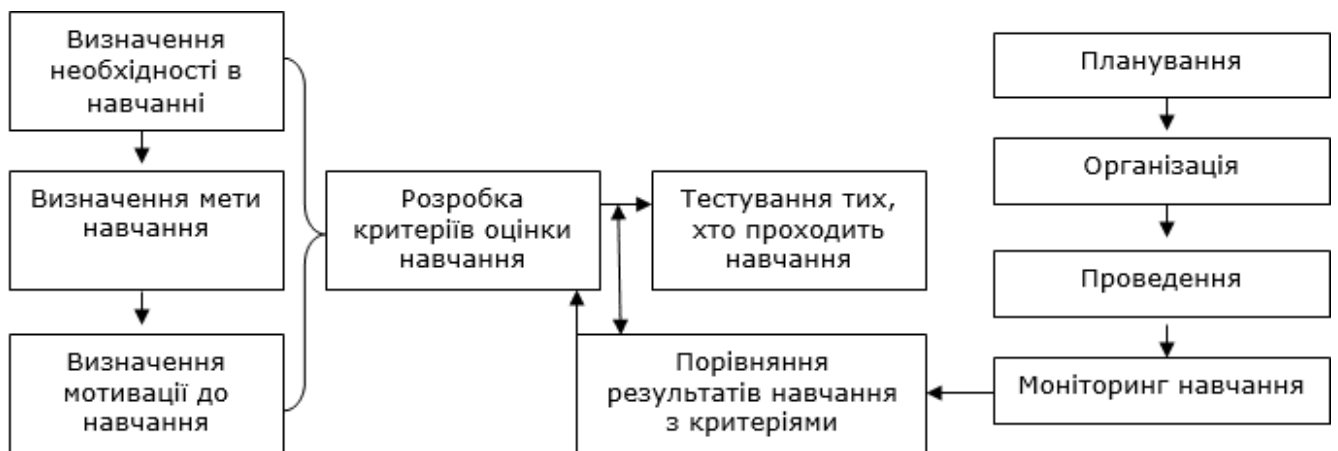 Визначення
необхідності в
навчанні
Визначення мети
навчання
Визначення
мотивації до
навчання
Розробка
критеріїв оцінки
навчання
Тестування тих,
хто проходить
навчання
Порівняння
результатів навчання
з критеріями
Планування
Організація
Проведення
Моніторинг навчання